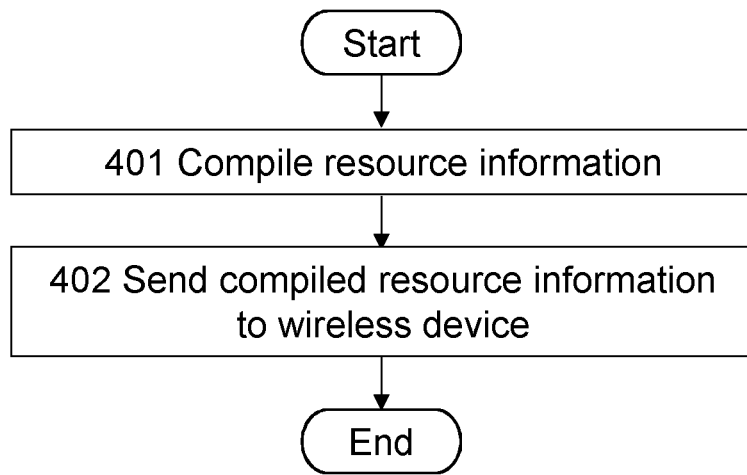 Start
401 Compile resource information
402 Send compiled resource information
to wireless device
End